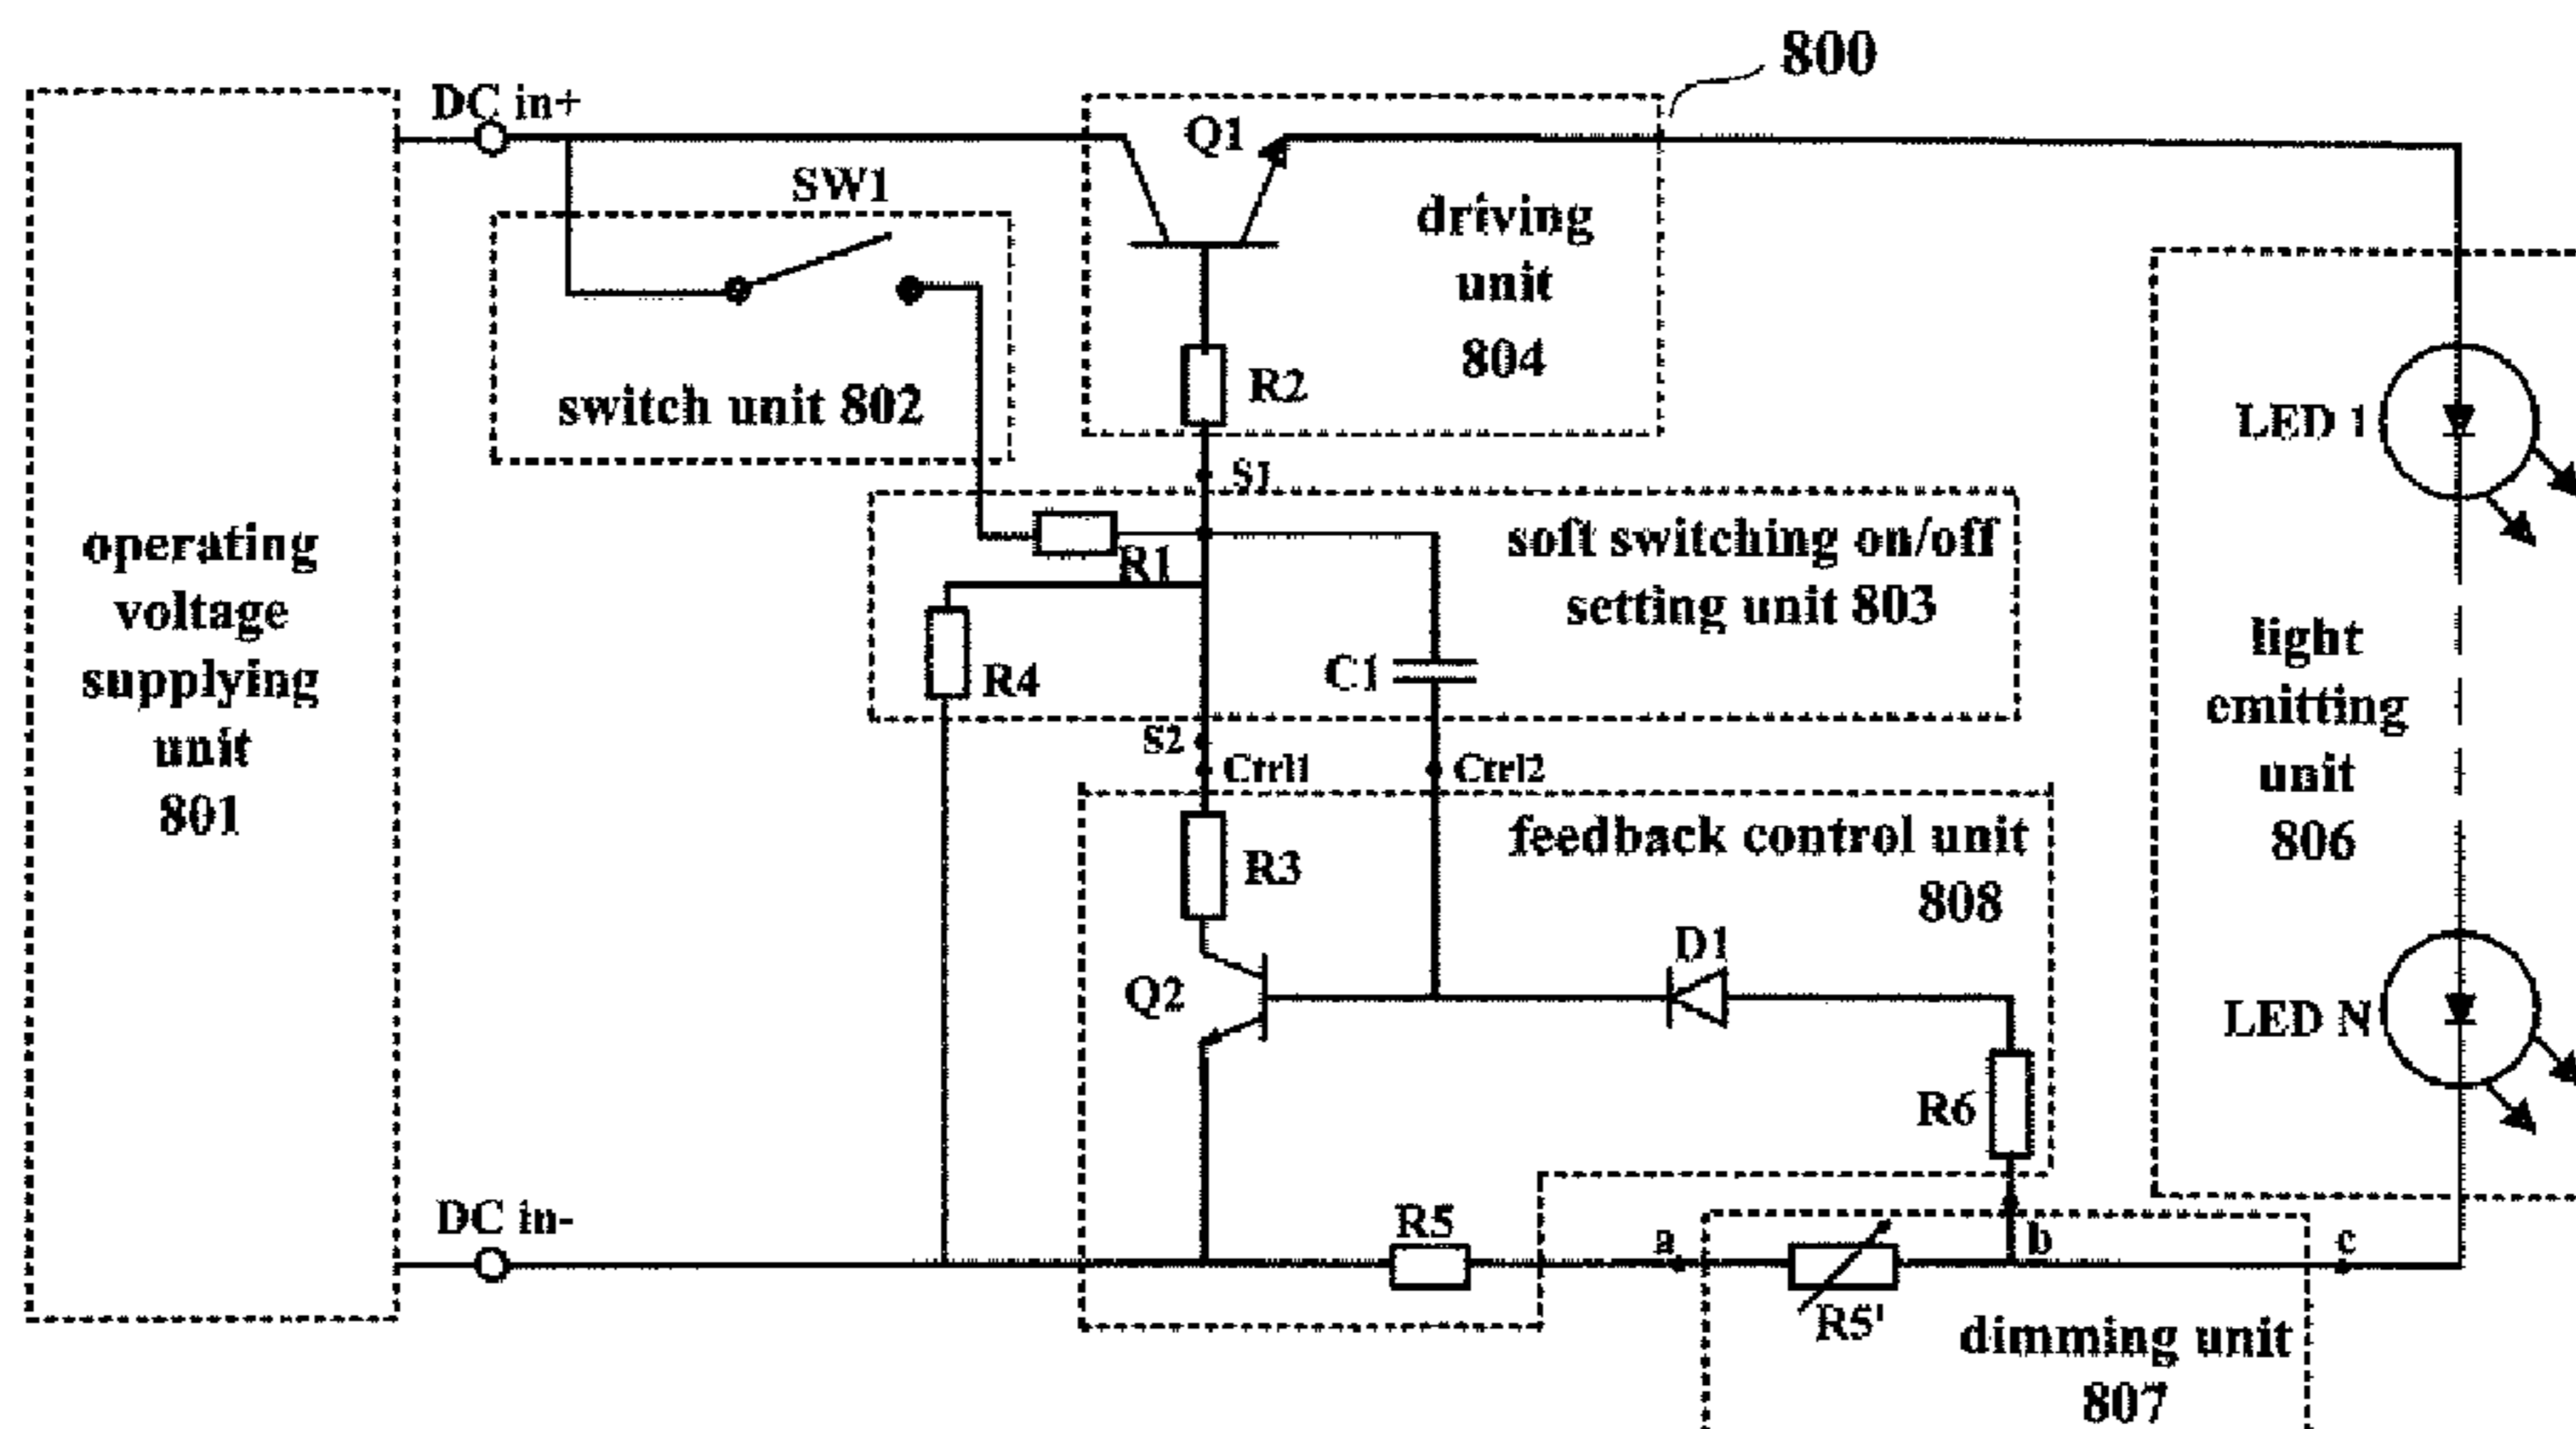 800
DC in+
Q1
SW1
driving
unit
804
switch unit 802
R2
S1
LED 1
operating
voltage
supplying
unit
801
R1
soft switching on/off
setting unit 803
R4
C1
light
emitting
unit
806
S2
Ctrl1
Ctrl2
R3
feedback control unit
808
Q2
D1
LED N
R6
DC in-
R5
a
b
c
R5'
dimming unit
807